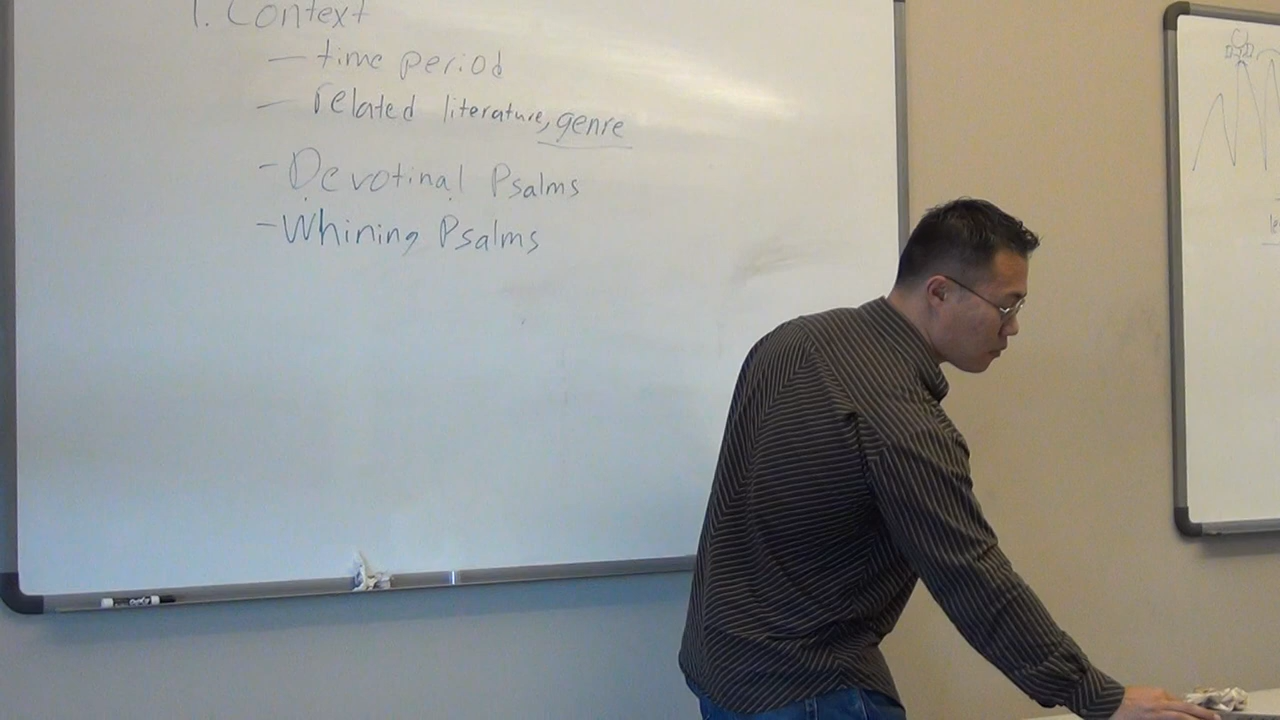 1. Context
— time period
— related literature, genre
- Devotinal Psalms
- Whining Psalms